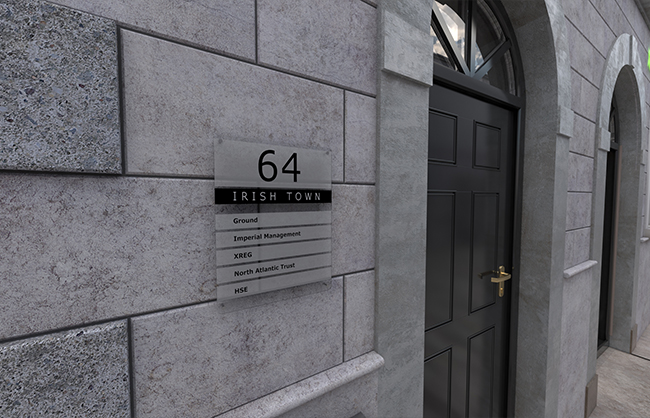 64
IRISH TOWN
Ground
Imperial Management
XREG
North Atlantic Trust
HSE